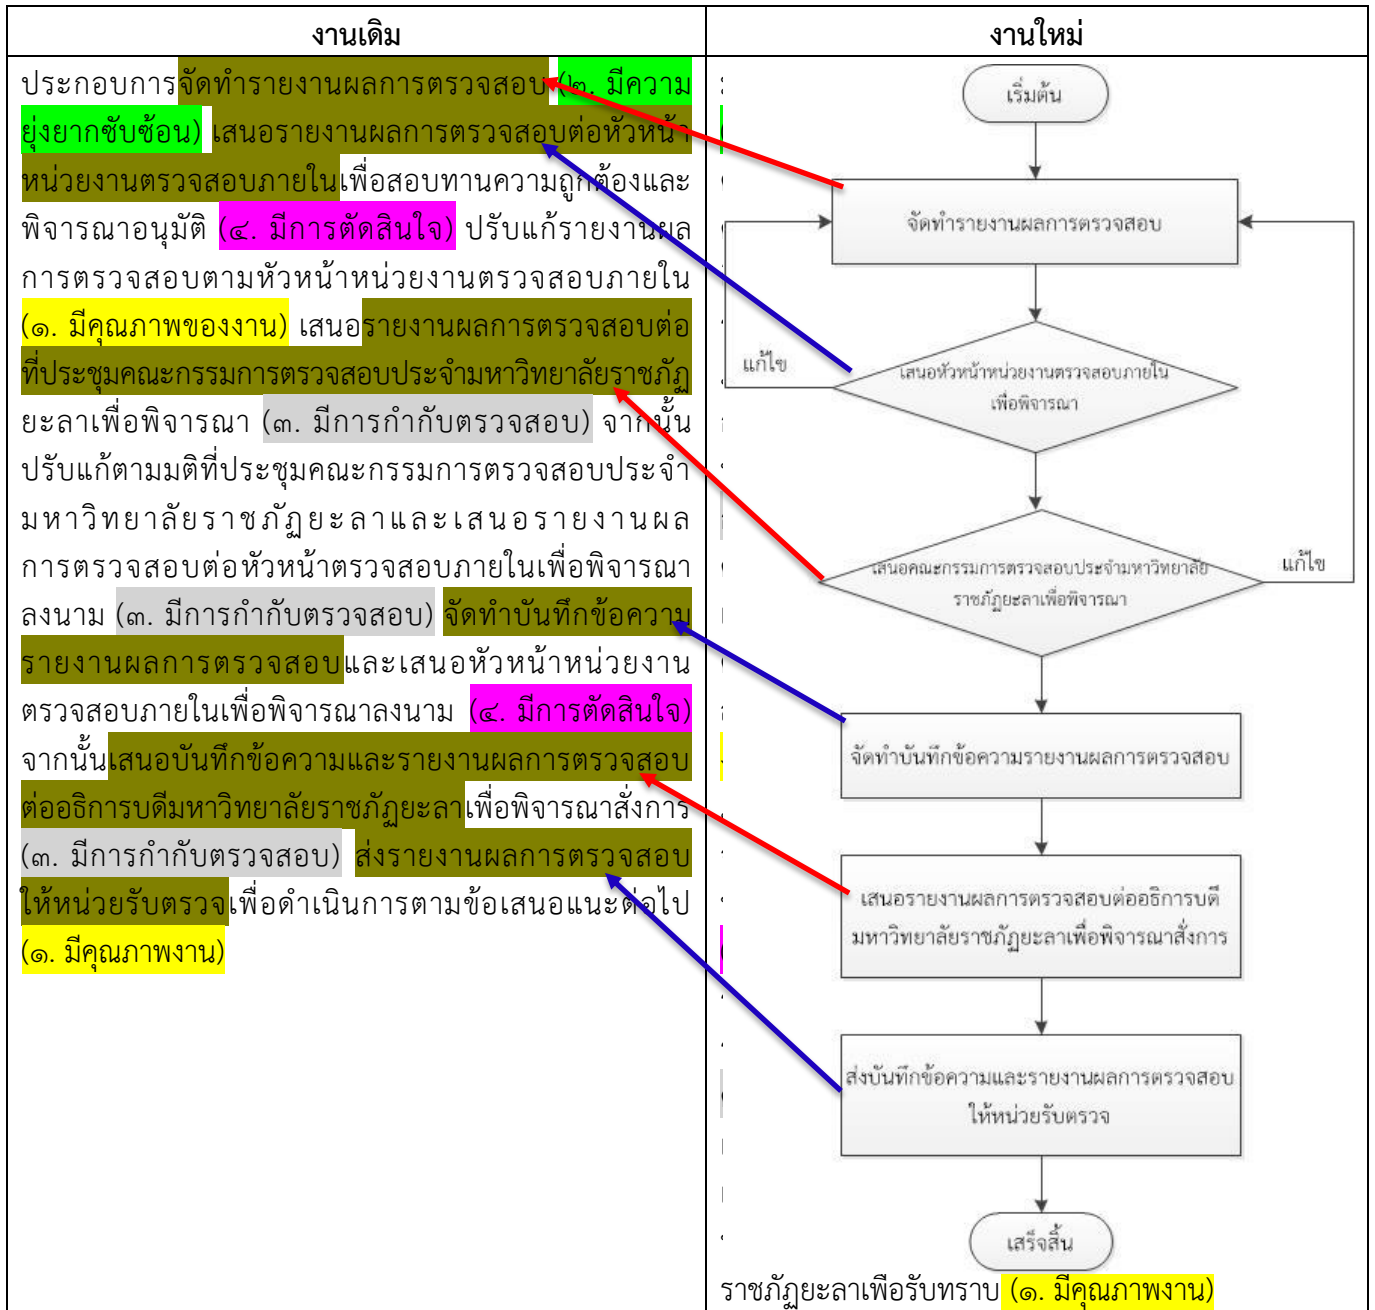 งานเดิม
งานใหม่
ประกอบการจัดทำรายงานผลการตรวจสอบ (๒. มีความ
ยุ่งยากซับซ้อน) เสนอรายงานผลการตรวจสอบต่อหัวหน้า
หน่วยงานตรวจสอบภายในเพื่อสอบทานความถูกต้องและ
พิจารณาอนุมัติ (๔. มีการตัดสินใจ) ปรับแก้รายงานผล
การตรวจสอบตามหัวหน้าหน่วยงานตรวจสอบภายใน
(๑. มีคุณภาพของงาน) เสนอรายงานผลการตรวจสอบต่อ
ที่ประชุมคณะกรรมการตรวจสอบประจำมหาวิทยาลัยราชภัฏ
ยะลาเพื่อพิจารณา (๓. มีการกำกับตรวจสอบ) จากนั้น
ปรับแก้ตามมติที่ประชุมคณะกรรมการตรวจสอบประจำ
มหาวิทยาลัยราชภัฏยะลาและเสนอรายงานผล
การตรวจสอบต่อหัวหน้าตรวจสอบภายในเพื่อพิจารณา
ลงนาม (๓. มีการกำกับตรวจสอบ) จัดทำบันทึกข้อความ
รายงานผลการตรวจสอบและเสนอหัวหน้าหน่วยงาน
ตรวจสอบภายในเพื่อพิจารณาลงนาม (๔. มีการตัดสินใจ)
จากนั้นเสนอบันทึกข้อความและรายงานผลการตรวจสอบ
ต่ออธิการบดีมหาวิทยาลัยราชภัฏยะลาเพื่อพิจารณาสั่งการ
(๓. มีการกำกับตรวจสอบ) ส่งรายงานผลการตรวจสอบ
ให้หน่วยรับตรวจเพื่อดำเนินการตามข้อเสนอแนะต่อไป
(๑. มีคุณภาพงาน)
เริ่มต้น
จัดทำรายงานผลการตรวจสอบ
แก้ไข
เสนอหัวหน้าหน่วยงานตรวจสอบภายใน
เพื่อพิจารณา
เสนอคณะกรรมการตรวจสอบประจำมหาวิทยาลัย
ราชภัฏยะลาเพื่อพิจารณา
แก้ไข
จัดทำบันทึกข้อความรายงานผลการตรวจสอบ
เสนอรายงานผลการตรวจสอบต่ออธิการบดี
มหาวิทยาลัยราชภัฏยะลาเพื่อพิจารณาสั่งการ
ส่งบันทึกข้อความและรายงานผลการตรวจสอบ
ให้หน่วยรับตรวจ
เสร็จสิ้น
ราชภัฏยะลาเพื่อรับทราบ (๑. มีคุณภาพงาน)